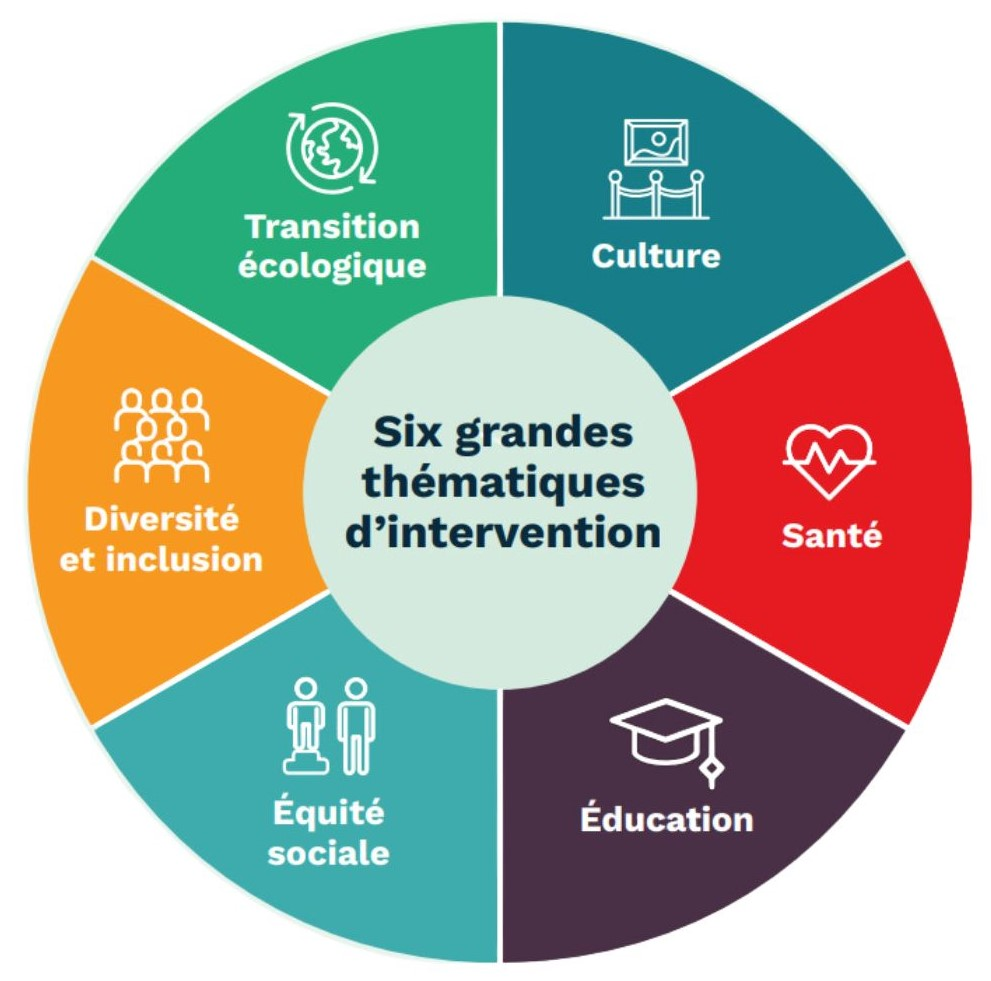 Six grandes
thématiques
d'intervention
Culture
Santé
Éducation
Équité
sociale
Diversité
et inclusion
Transition
écologique